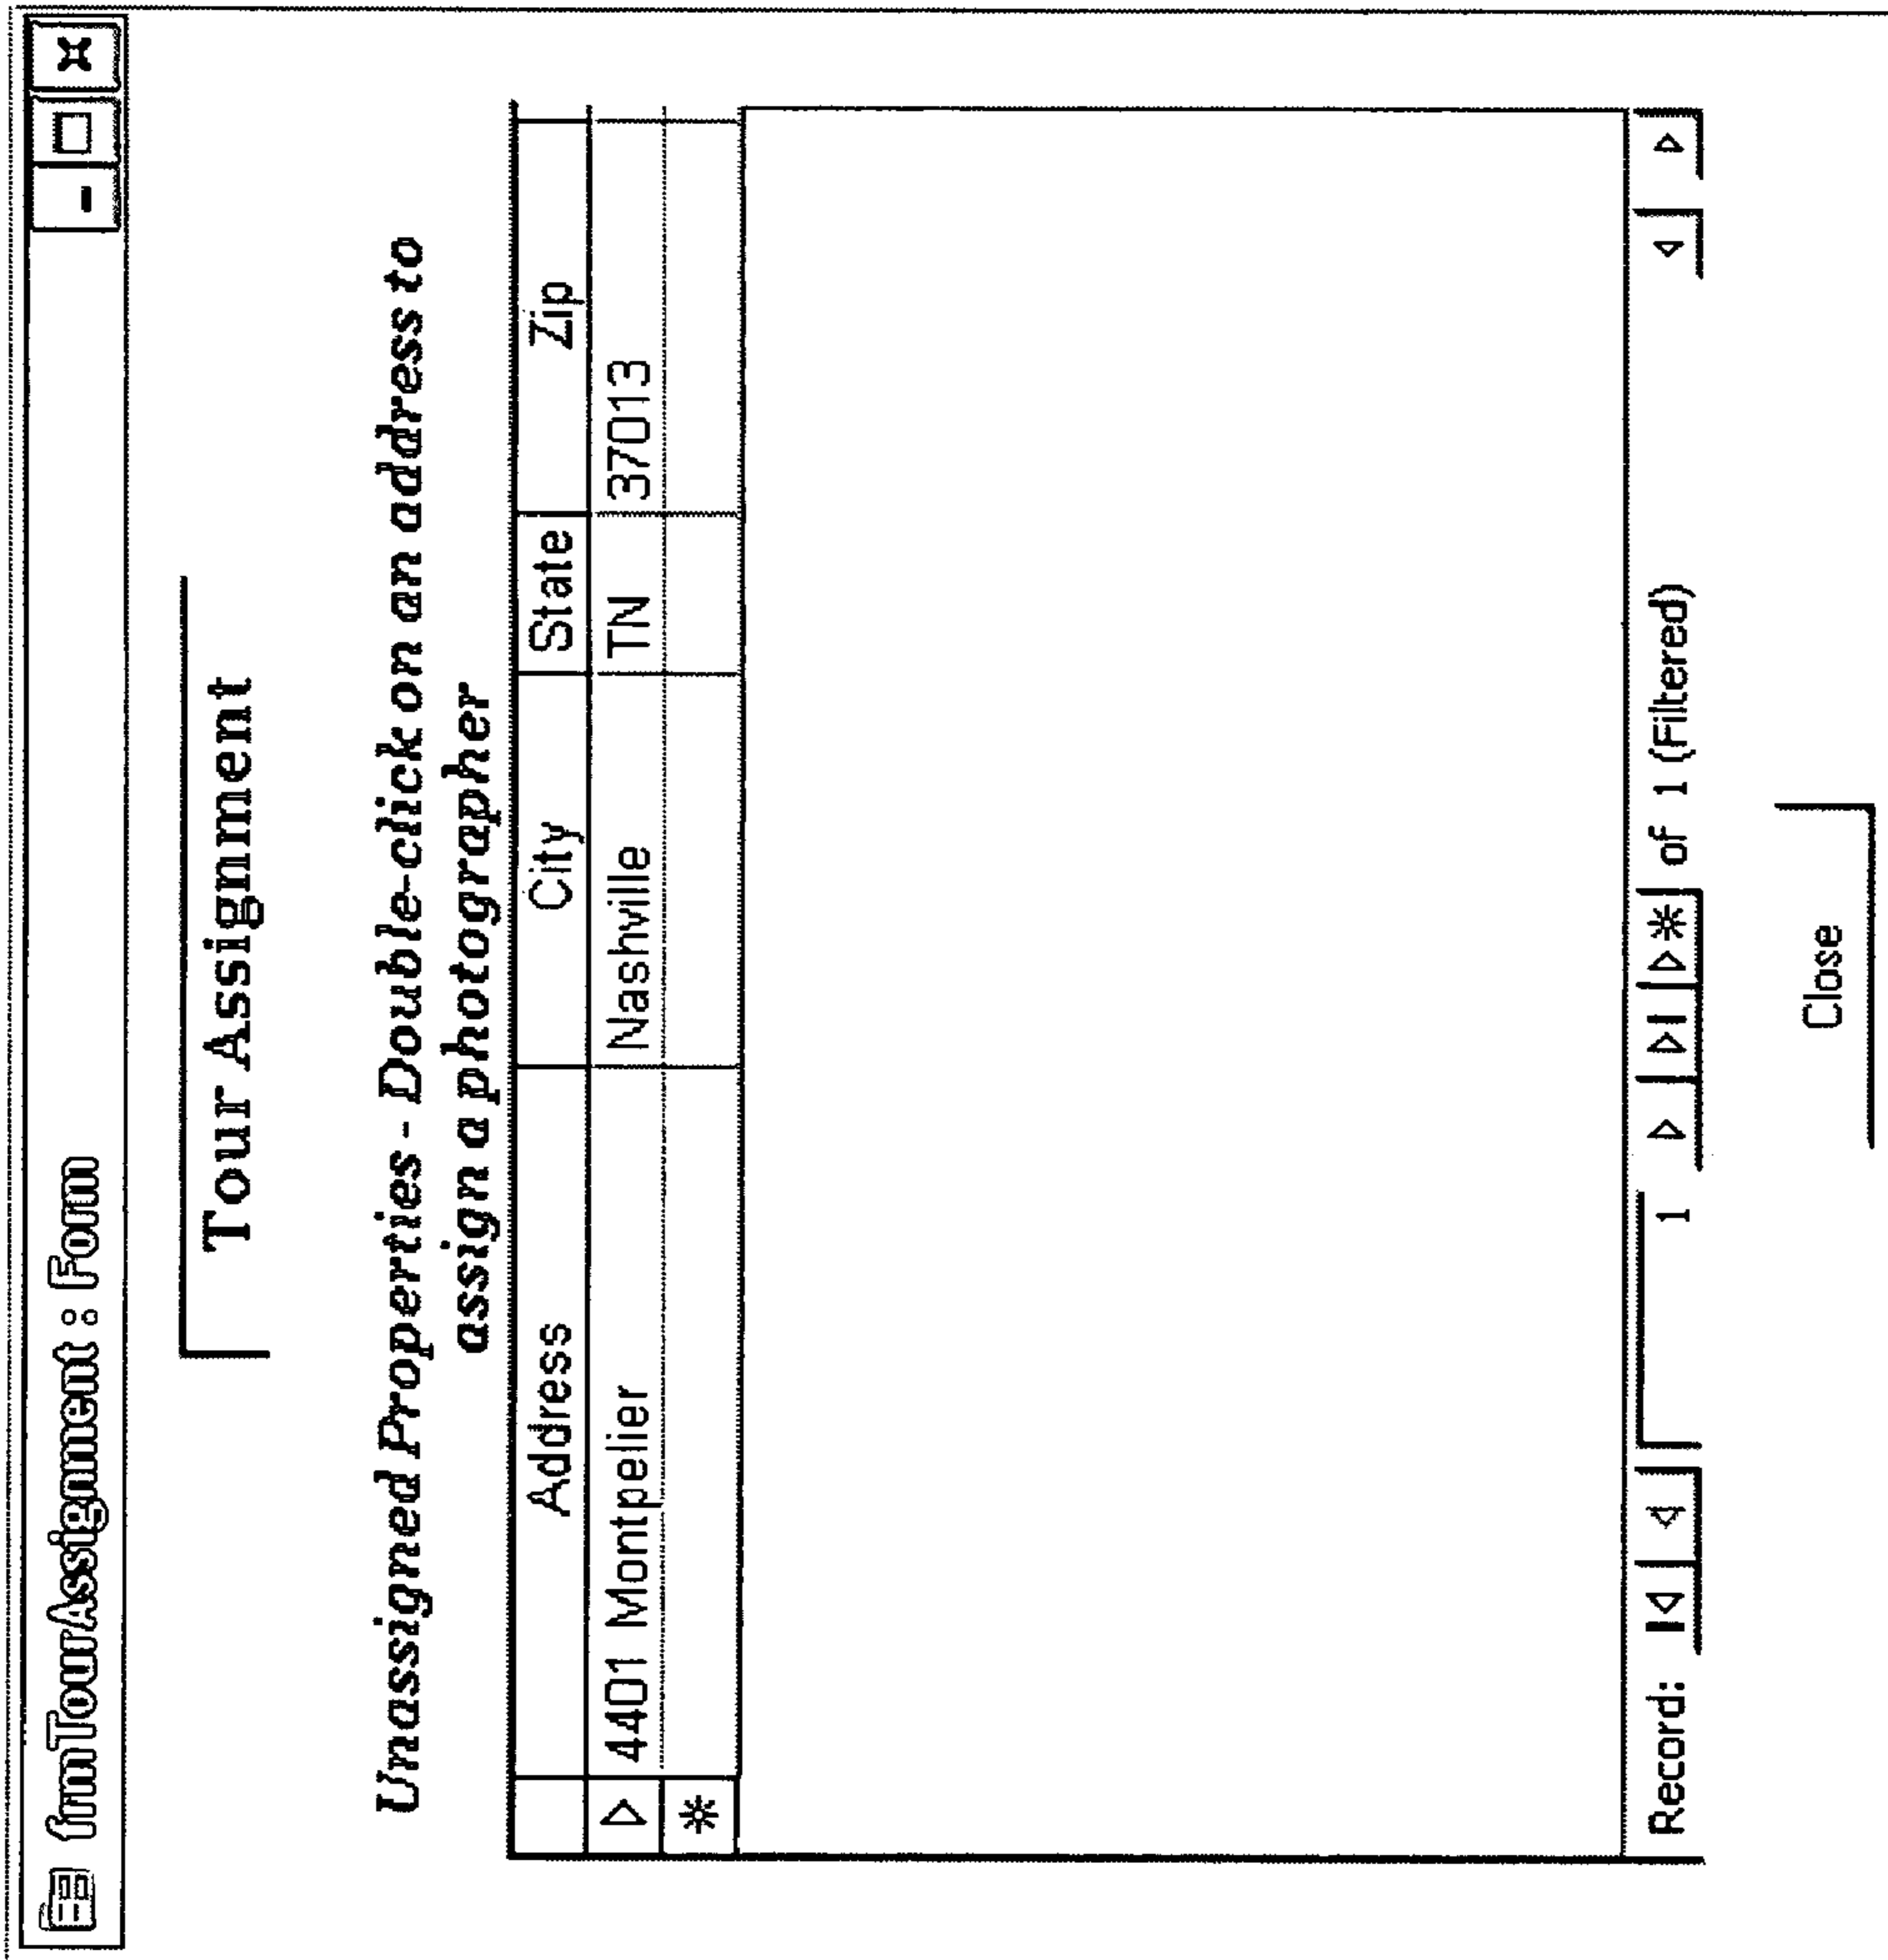 frmTourAssignment : Form
Tour Assignment
Unassigned Properties - Double-click on an address to
assign a photographer
Address City State Zip
4401 Montpelier Nashville TN 37013
Record: 1 of 1 (Filtered)
Close